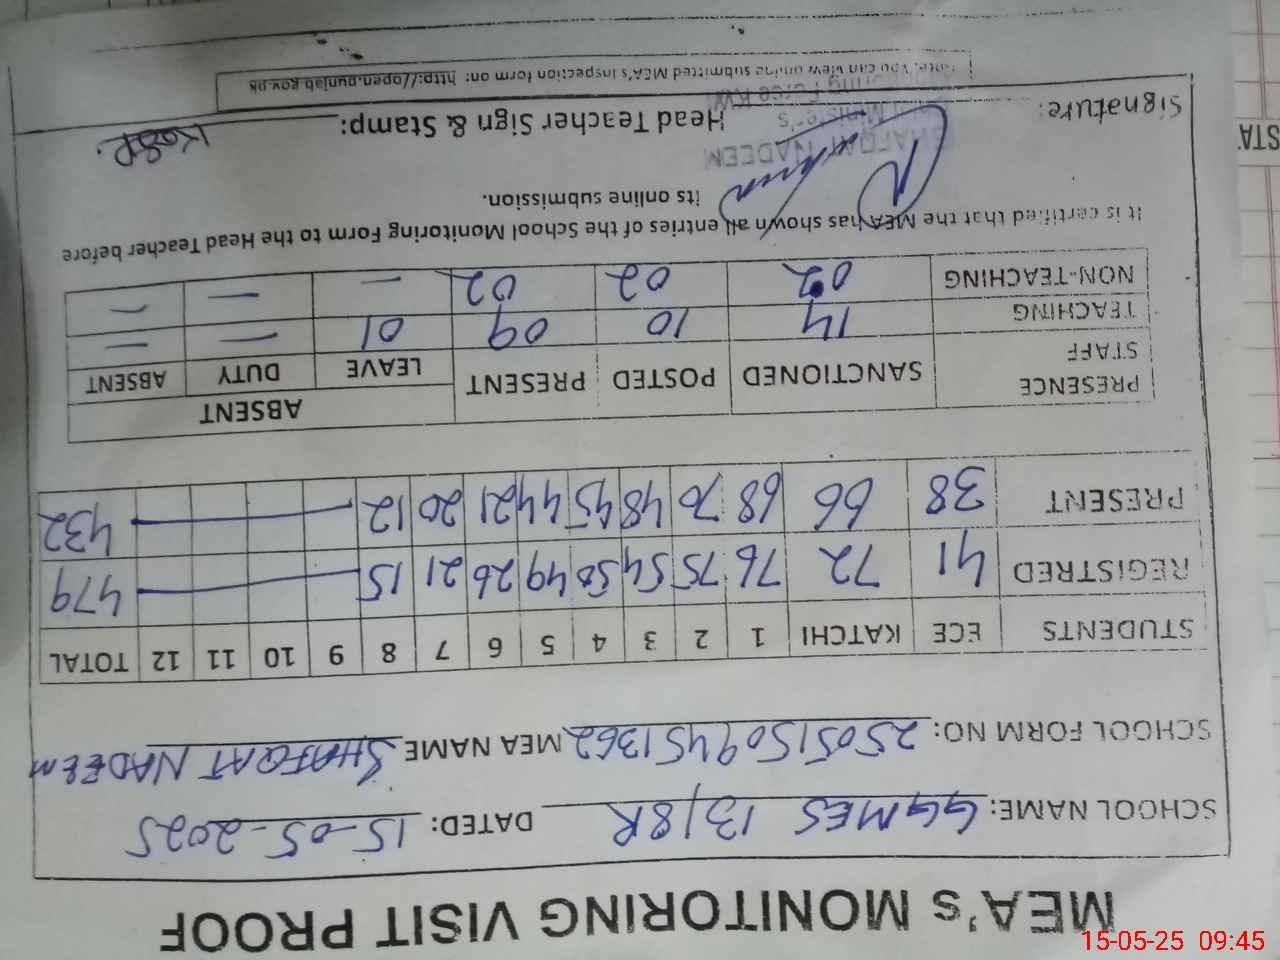 MEA's MONITORING VISIT PROOF
SCHOOL NAME: GGMES 13/8R DATED: 15-05-2025
SCHOOL FORM NO: 25051509451362 MEA NAME SHAFQAT NADEEM
STUDENTS ECE KATCHI 1 2 3 4 5 6 7 8 9 10 11 12 TOTAL
REGISTRED 41 72 76 75 54 50 49 26 21 15 479
PRESENT 38 66 68 70 48 45 44 21 20 12 432
PRESENCE STAFF SANCTIONED POSTED PRESENT ABSENT
LEAVE DUTY ABSENT
TEACHING 14 10 09 01 — —
NON-TEACHING 02 02 02 — — —
It is certified that the MEA has shown all entries of the School Monitoring Form to the Head Teacher before
its online submission.
SHAFQAT NADEEM
Signature: Head Teacher Sign & Stamp:
Note: You can view online submitted MEA's inspection form on: http://open.punjab.gov.pk
STA
15-05-25 09:45